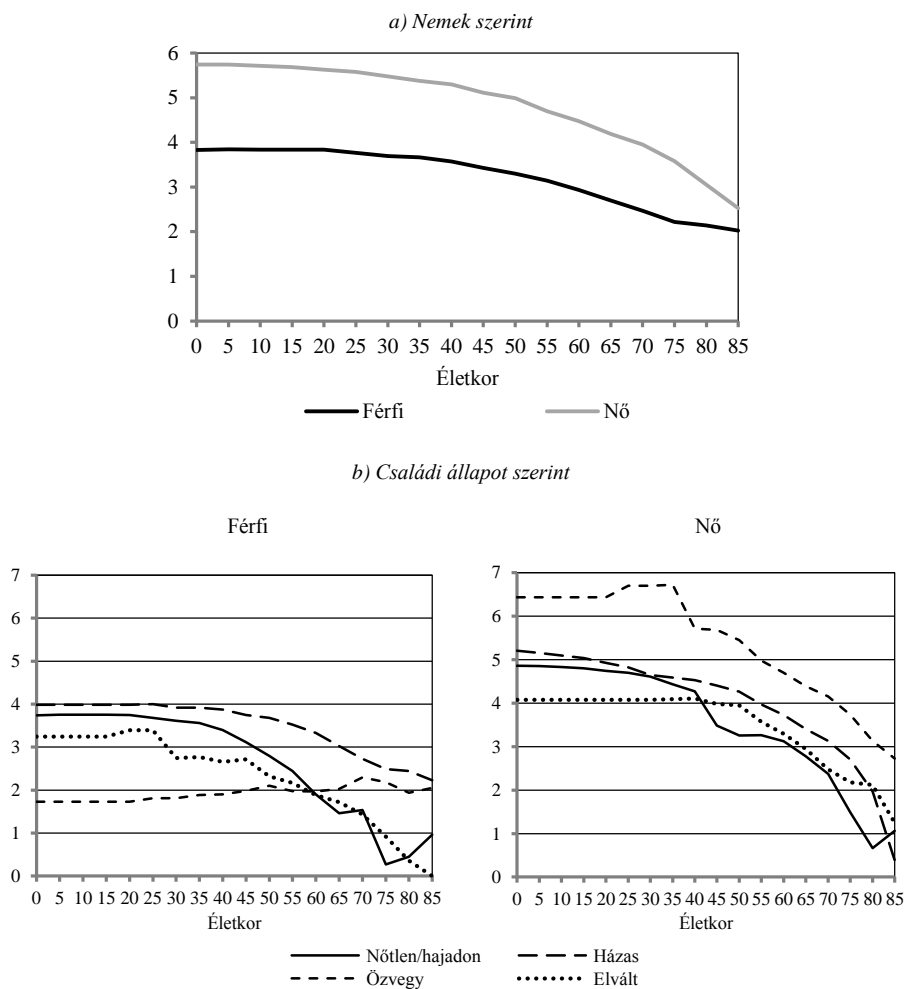 a) Nemek szerint
6
5
4
3
2
1
0
0 5 10 15 20 25 30 35 40 45 50 55 60 65 70 75 80 85
Életkor
Férfi Nő
b) Családi állapot szerint
Férfi
7
6
5
4
3
2
1
0
0 5 10 15 20 25 30 35 40 45 50 55 60 65 70 75 80 85
Életkor
Nő
7
6
5
4
3
2
1
0
0 5 10 15 20 25 30 35 40 45 50 55 60 65 70 75 80 85
Életkor
Nőtlen/hajadon Házas
Özvegy Elvált